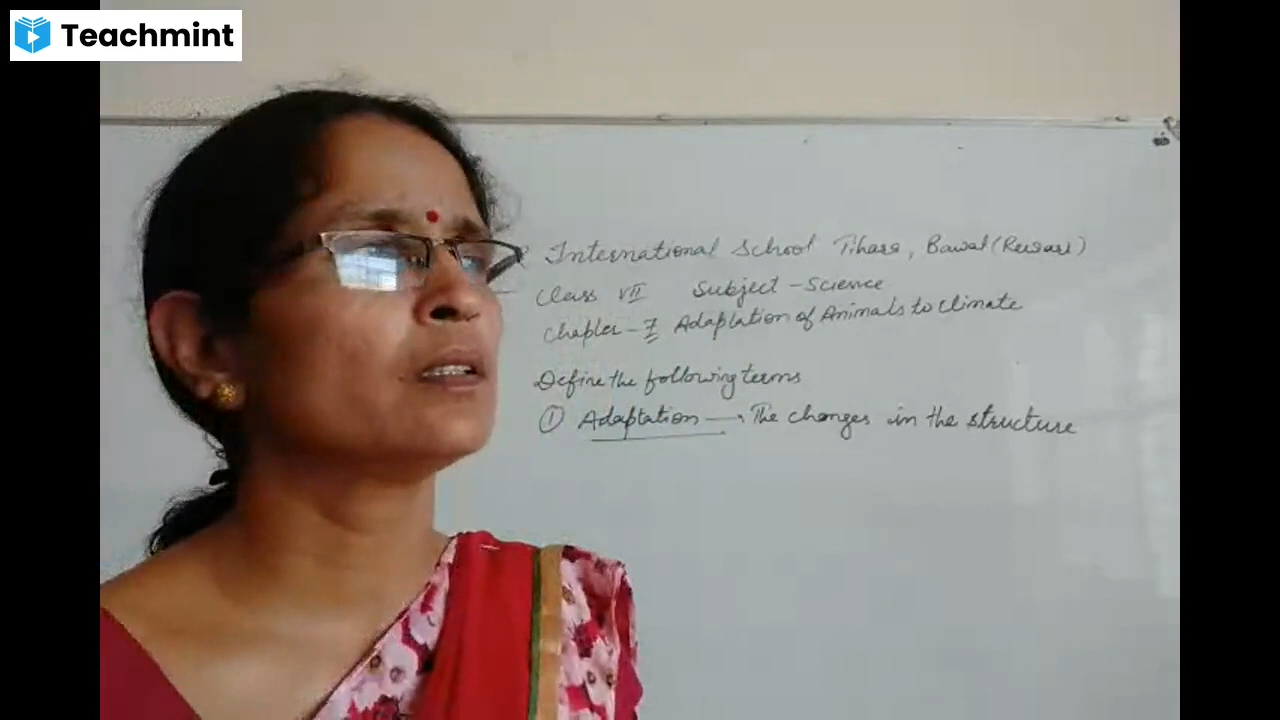 Teachmint
International School Tihara, Bawal (Rewari)
Class VII Subject - Science
Chapter - 7 Adaptation of Animals to Climate
Define the following terms
① Adaptation → The changes in the structure